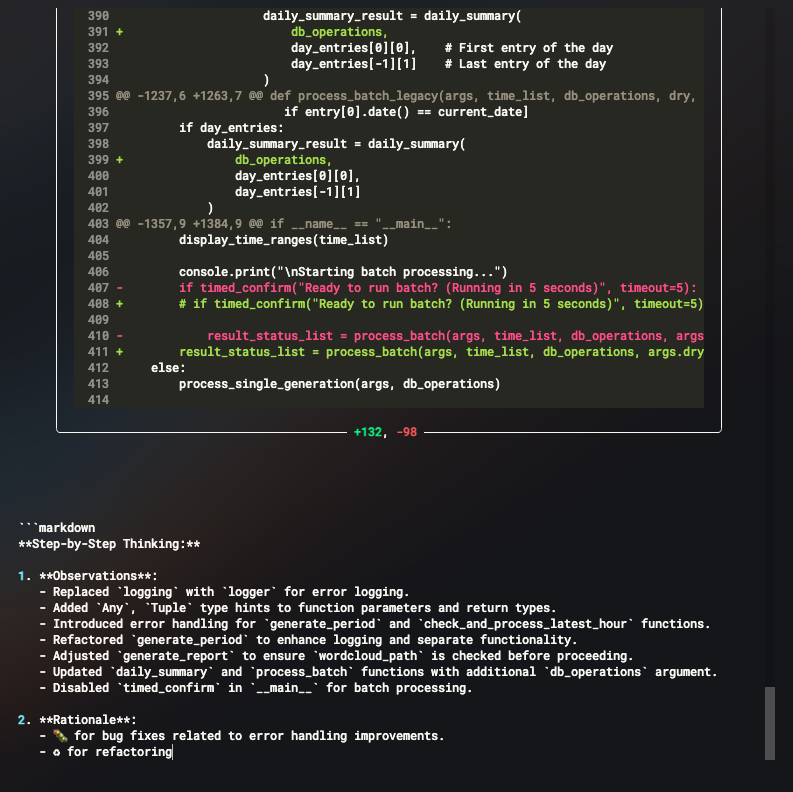 390                     daily_summary_result = daily_summary(
391 +                       db_operations,
392                         day_entries[0][0],    # First entry of the day
393                         day_entries[-1][1]    # Last entry of the day
394                     )
395 @@ -1237,6 +1263,7 @@ def process_batch_legacy(args, time_list, db_operations, dry,
396                        if entry[0].date() == current_date]
397         if day_entries:
398             daily_summary_result = daily_summary(
399 +               db_operations,
400                 day_entries[0][0],
401                 day_entries[-1][1]
402             )
403 @@ -1357,9 +1384,9 @@ if __name__ == "__main__":
404         display_time_ranges(time_list)
405
406         console.print("\nStarting batch processing...")
407 -       if timed_confirm("Ready to run batch? (Running in 5 seconds)", timeout=5):
408 +       # if timed_confirm("Ready to run batch? (Running in 5 seconds)", timeout=5)
409
410 -           result_status_list = process_batch(args, time_list, db_operations, args
411 +       result_status_list = process_batch(args, time_list, db_operations, args.dry
412     else:
413         process_single_generation(args, db_operations)
414
+132, -98
```markdown
**Step-by-Step Thinking:**
1. **Observations**:
   - Replaced `logging` with `logger` for error logging.
   - Added `Any`, `Tuple` type hints to function parameters and return types.
   - Introduced error handling for `generate_period` and `check_and_process_latest_hour` functions.
   - Refactored `generate_period` to enhance logging and separate functionality.
   - Adjusted `generate_report` to ensure `wordcloud_path` is checked before proceeding.
   - Updated `daily_summary` and `process_batch` functions with additional `db_operations` argument.
   - Disabled `timed_confirm` in `__main__` for batch processing.
2. **Rationale**:
   - 🐛 for bug fixes related to error handling improvements.
   - ♻ for refactoring